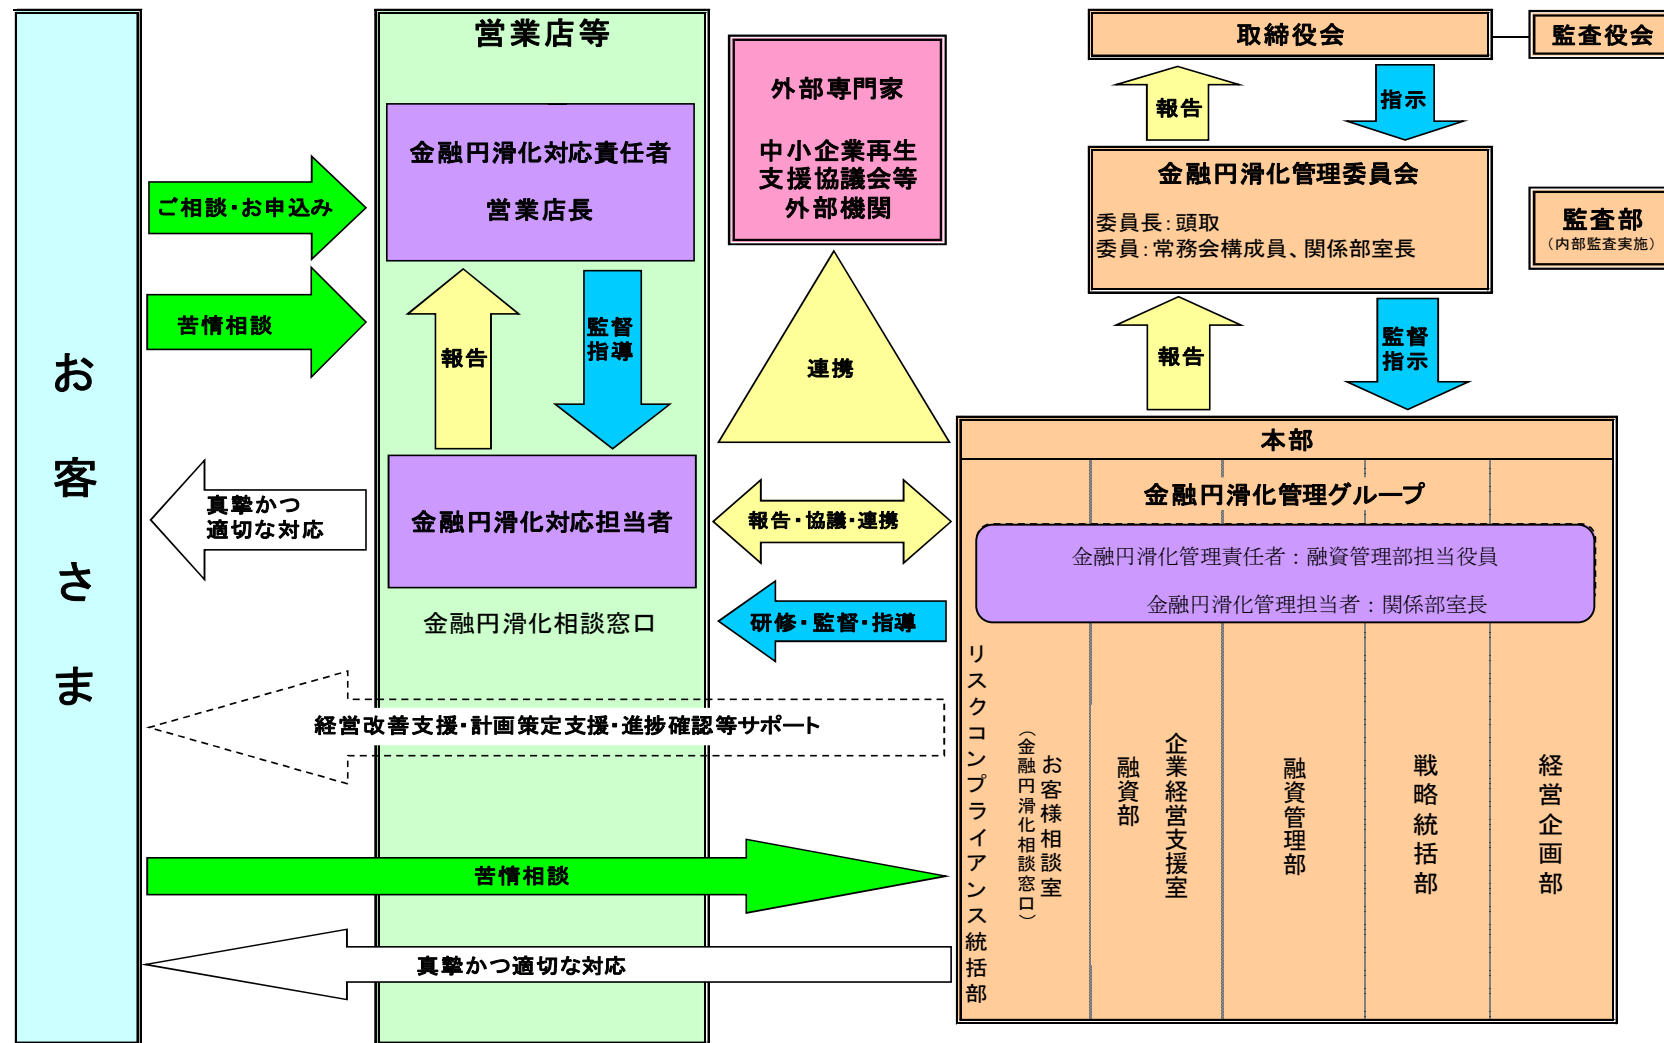 お客さま
営業店等
金融円滑化対応責任者
営業店長
ご相談・お申込み
苦情相談
報告
監督
指導
真摯かつ
適切な対応
金融円滑化対応担当者
金融円滑化相談窓口
外部専門家
中小企業再生
支援協議会等
外部機関
連携
報告・協議・連携
研修・監督・指導
経営改善支援・計画策定支援・進捗確認等サポート
苦情相談
真摯かつ適切な対応
取締役会
監査役会
報告
指示
金融円滑化管理委員会
委員長：頭取
委員：常務会構成員、関係部室長
監査部
（内部監査実施）
報告
監督
指示
本部
金融円滑化管理グループ
金融円滑化管理責任者：融資管理部担当役員
金融円滑化管理担当者：関係部室長
リスクコンプライアンス統括部
お客様相談室
（金融円滑化相談窓口）
融資部
企業経営支援室
融資管理部
戦略統括部
経営企画部